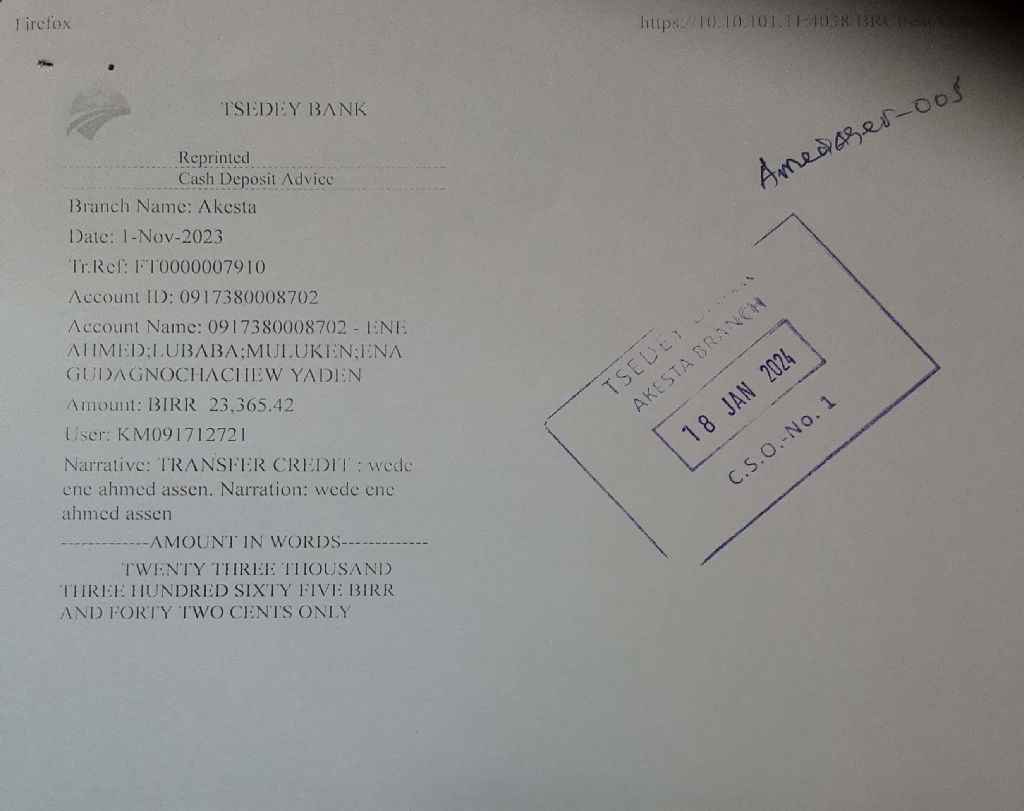 Firefox
TSEDEY BANK
Reprinted
Cash Deposit Advice
Branch Name: Akesta
Date: 1-Nov-2023
Tr.Ref: FT0000007910
Account ID: 0917380008702
Account Name: 0917380008702 - ENE
AHMED;LUBABA;MULUKEN;ENA
GUDAGNOCHACHEW YADEN
Amount: BIRR 23,365.42
User: KM091712721
Narrative: TRANSFER CREDIT : wede
ene ahmed assen. Narration: wede ene
ahmed assen
-------------AMOUNT IN WORDS-------------
TWENTY THREE THOUSAND
THREE HUNDRED SIXTY FIVE BIRR
AND FORTY TWO CENTS ONLY
TSEDEY
AKESTA BRANCH
18 JAN 2024
C.S.O.-No. 1